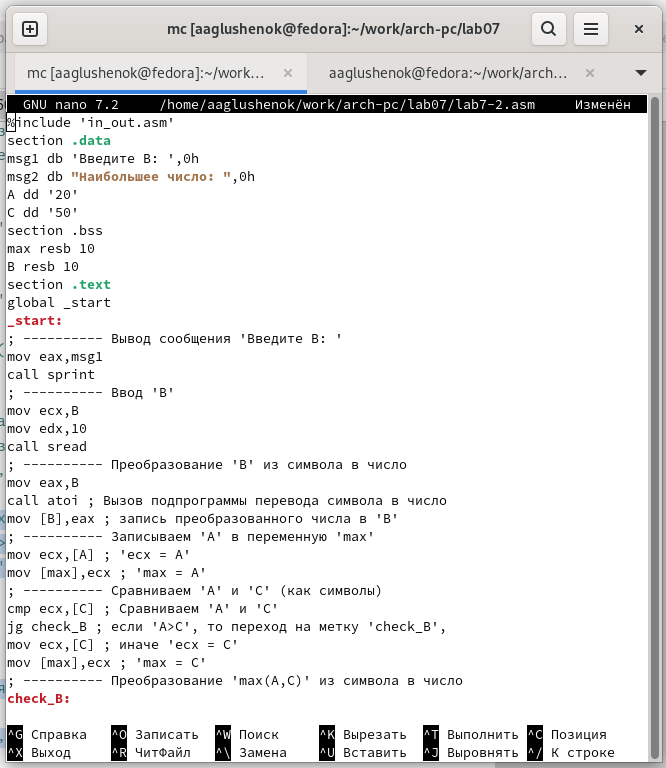 mc [aaglushenok@fedora]:~/work/arch-pc/lab07
mc [aaglushenok@fedora]:~/work...
aaglushenok@fedora:~/work/arch-pc...
GNU nano 7.2 /home/aaglushenok/work/arch-pc/lab07/lab7-2.asm Изменён
%include 'in_out.asm'
section .data
msg1 db 'Введите B: ',0h
msg2 db "Наибольшее число: ",0h
A dd '20'
C dd '50'
section .bss
max resb 10
B resb 10
section .text
global _start
_start:
; ---------- Вывод сообщения 'Введите B: '
mov eax,msg1
call sprint
; ---------- Ввод 'B'
mov ecx,B
mov edx,10
call sread
; ---------- Преобразование 'B' из символа в число
mov eax,B
call atoi ; Вызов подпрограммы перевода символа в число
mov [B],eax ; запись преобразованного числа в 'B'
; ---------- Записываем 'A' в переменную 'max'
mov ecx,[A] ; 'ecx = A'
mov [max],ecx ; 'max = A'
; ---------- Сравниваем 'A' и 'С' (как символы)
cmp ecx,[C] ; Сравниваем 'A' и 'С'
jg check_B ; если 'A>C', то переход на метку 'check_B',
mov ecx,[C] ; иначе 'ecx = C'
mov [max],ecx ; 'max = C'
; ---------- Преобразование 'max(A,C)' из символа в число
check_B:
^G Справка ^O Записать ^W Поиск ^K Вырезать ^T Выполнить ^C Позиция
^X Выход ^R ЧитФайл ^\ Замена ^U Вставить ^J Выровнять ^/ К строке